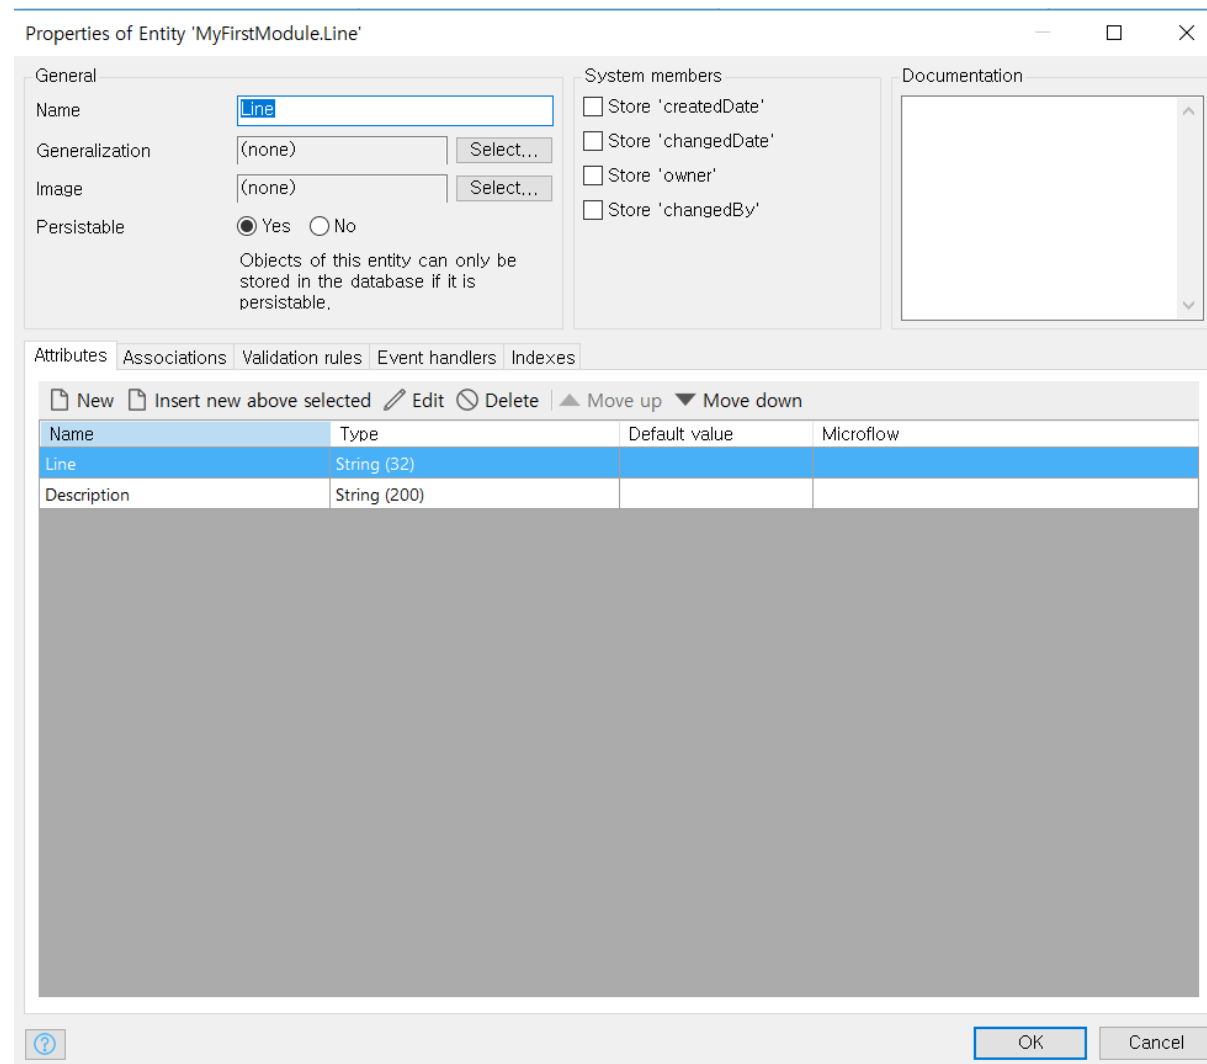 Properties of Entity 'MyFirstModule.Line'
General
Name
Line
Generalization
(none)
Select...
Image
(none)
Select...
Persistable
Yes
No
Objects of this entity can only be
stored in the database if it is
persistable.
System members
Store 'createdDate'
Store 'changedDate'
Store 'owner'
Store 'changedBy'
Documentation
Attributes
Associations
Validation rules
Event handlers
Indexes
New
Insert new above selected
Edit
Delete
Move up
Move down
Name Type Default value Microflow
Line String (32)
Description String (200)
?
OK
Cancel